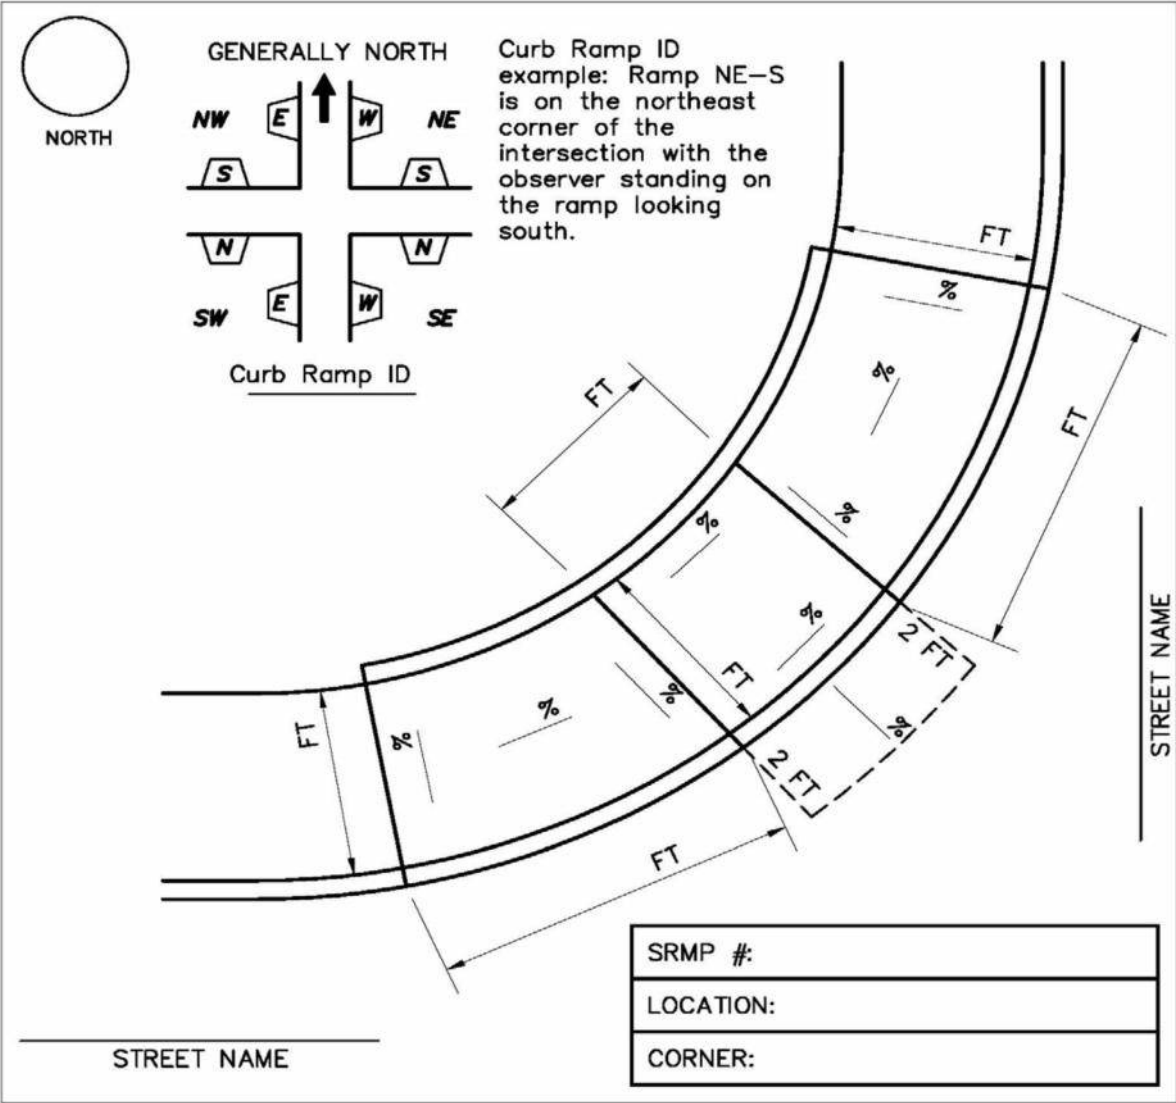 NORTH
GENERALLY NORTH
NW
E
W
NE
S
S
N
N
SW
E
W
SE
Curb Ramp ID
Curb Ramp ID
example: Ramp NE-S
is on the northeast
corner of the
intersection with the
observer standing on
the ramp looking
south.
FT
%
%
FT
FT
%
%
%
2 FT
FT
%
%
%
2 FT
FT
%
FT
FT
STREET NAME
STREET NAME
SRMP #:
LOCATION:
CORNER: